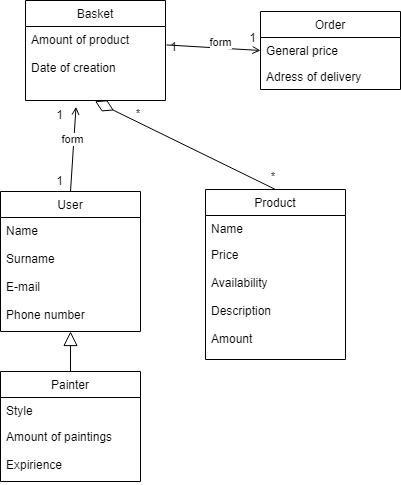 Basket
Amount of product
Date of creation
Order
General price
Adress of delivery
1
form
1
1
form
1
*
*
User
Name
Surname
E-mail
Phone number
Product
Name
Price
Availability
Description
Amount
Painter
Style
Amount of paintings
Expirience